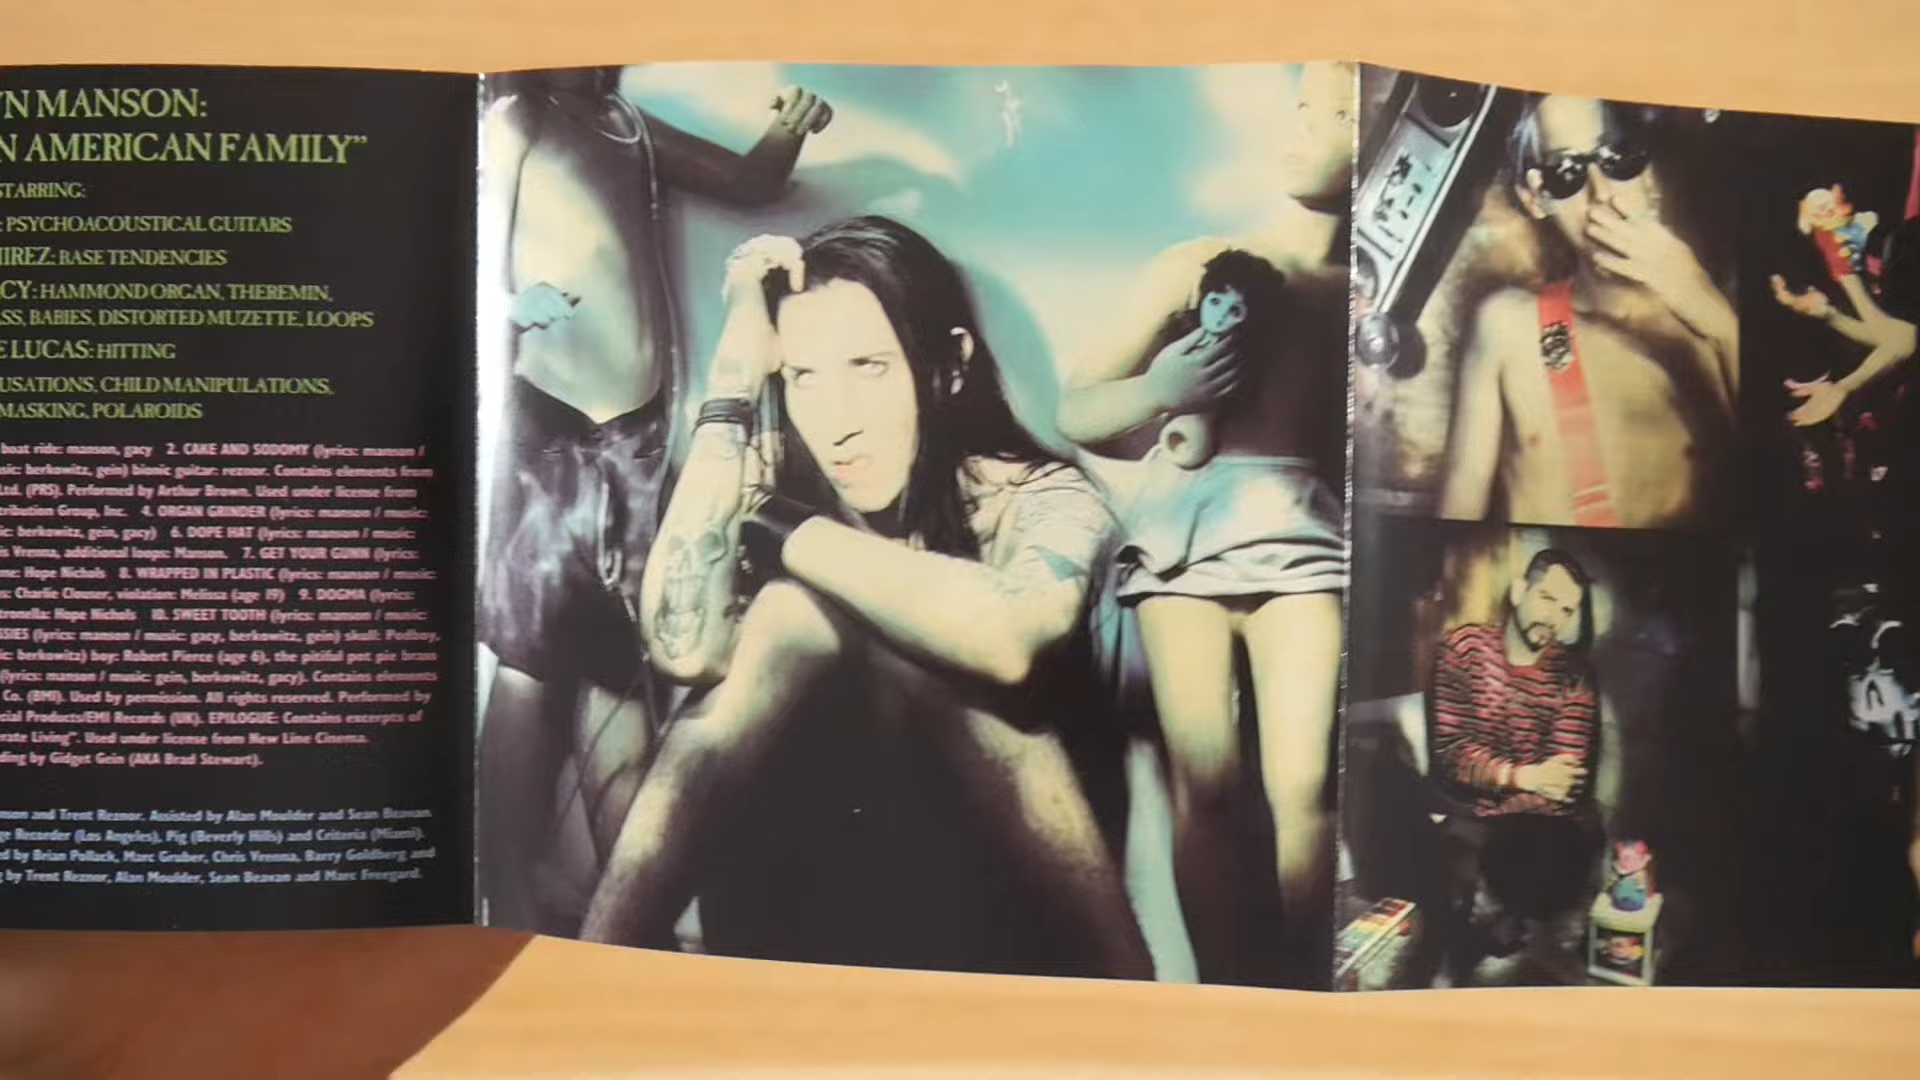 YN MANSON:
N AMERICAN FAMILY”
STARRING:
: PSYCHOACOUSTICAL GUITARS
MIREZ: BASE TENDENCIES
CY: HAMMOND ORGAN, THEREMIN,
SS, BABIES, DISTORTED MUZETTE, LOOPS
E LUCAS: HITTING
USATIONS, CHILD MANIPULATIONS,
MASKING, POLAROIDS
boat ride: manson, gacy 2. CAKE AND SODOMY (lyrics: manson /
sic: berkowitz, gein) bionic guitar: reznor. Contains elements from
Ltd. (PRS). Performed by Arthur Brown. Used under license from
tribution Group, Inc. 4. ORGAN GRINDER (lyrics: manson / music:
ic: berkowitz, gein, gacy) 6. DOPE HAT (lyrics: manson / music:
is Vrenna, additional loops: Manson. 7. GET YOUR GUNN (lyrics:
me: Hope Nichols 8. WRAPPED IN PLASTIC (lyrics: manson / music:
s: Charlie Clouser, violation: Melissa (age 19) 9. DOGMA (lyrics:
tronella: Hope Nichols 10. SWEET TOOTH (lyrics: manson / music:
SSIES (lyrics: manson / music: gacy, berkowitz, gein) skull: Podboy,
ic: berkowitz) boy: Robert Pierce (age 6), the pitiful pot pie brass
(lyrics: manson / music: gein, berkowitz, gacy). Contains elements
Co. (BMI). Used by permission. All rights reserved. Performed by
cial Products/EMI Records (UK). EPILOGUE: Contains excerpts of
erate Living". Used under license from New Line Cinema.
ding by Gidget Gein (AKA Brad Stewart).
nson and Trent Reznor. Assisted by Alan Moulder and Sean Beavan
ge Recorder (Los Angeles), Pig (Beverly Hills) and Criteria (Miami).
d by Brian Pollack, Marc Gruber, Chris Vrenna, Barry Goldberg and
g by Trent Reznor, Alan Moulder, Sean Beavan and Marc Freegard.